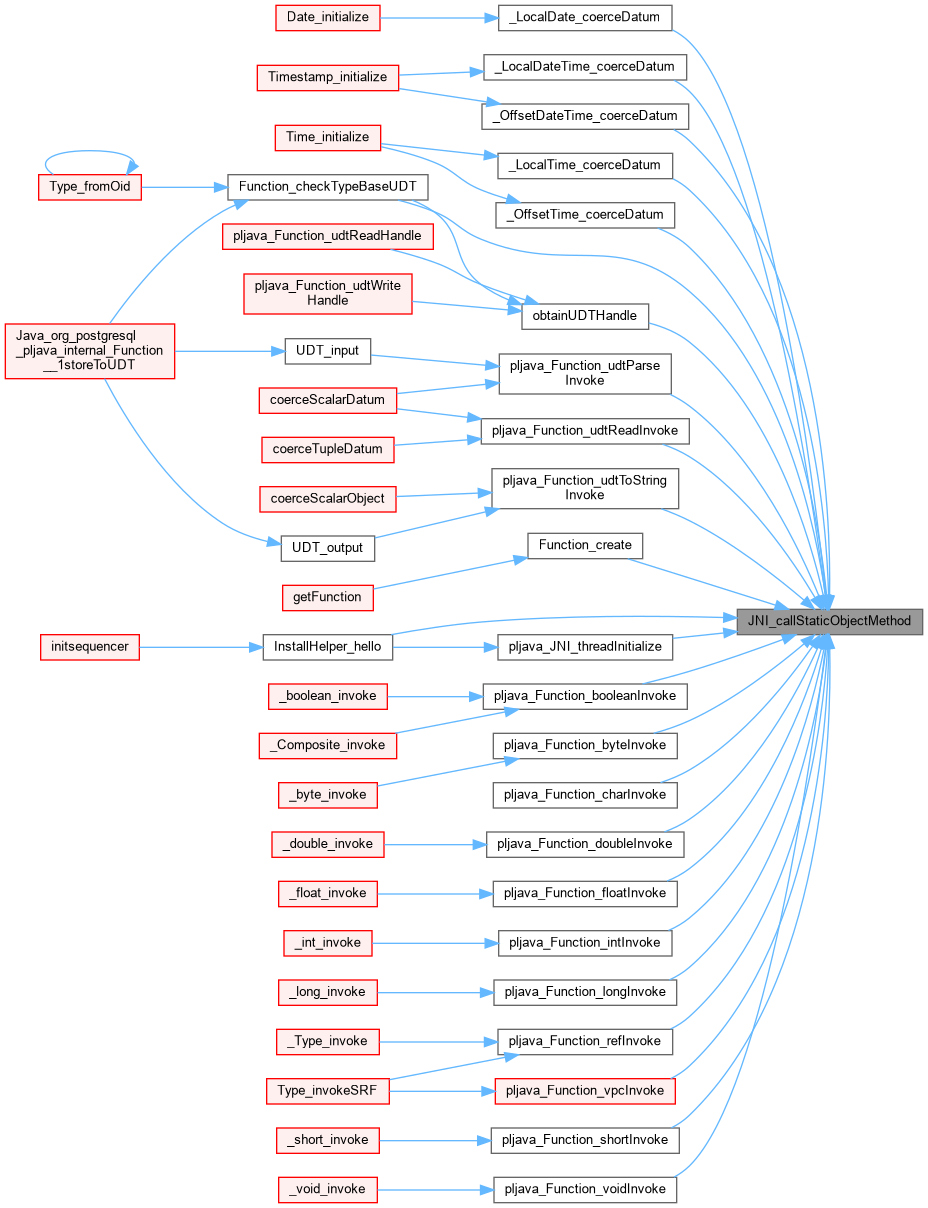 Date_initialize
_LocalDate_coerceDatum
Timestamp_initialize
_LocalDateTime_coerceDatum
_OffsetDateTime_coerceDatum
Time_initialize
_LocalTime_coerceDatum
Type_fromOid
Function_checkTypeBaseUDT
_OffsetTime_coerceDatum
pljava_Function_udtReadHandle
pljava_Function_udtWrite
Handle
obtainUDTHandle
Java_org_postgresql
_pljava_internal_Function
__1storeToUDT
UDT_input
pljava_Function_udtParse
Invoke
coerceScalarDatum
pljava_Function_udtReadInvoke
coerceTupleDatum
pljava_Function_udtToString
Invoke
coerceScalarObject
UDT_output
Function_create
getFunction
JNI_callStaticObjectMethod
initsequencer
InstallHelper_hello
pljava_JNI_threadInitialize
_boolean_invoke
pljava_Function_booleanInvoke
_Composite_invoke
pljava_Function_byteInvoke
_byte_invoke
pljava_Function_charInvoke
_double_invoke
pljava_Function_doubleInvoke
_float_invoke
pljava_Function_floatInvoke
_int_invoke
pljava_Function_intInvoke
_long_invoke
pljava_Function_longInvoke
_Type_invoke
pljava_Function_refInvoke
Type_invokeSRF
pljava_Function_vpcInvoke
_short_invoke
pljava_Function_shortInvoke
_void_invoke
pljava_Function_voidInvoke